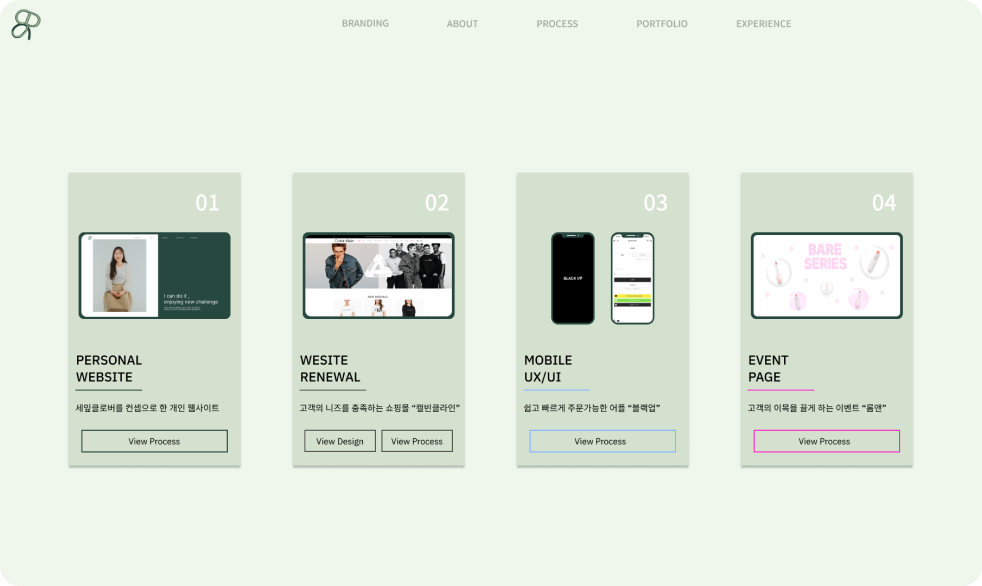 BRANDING
ABOUT
PROCESS
PORTFOLIO
EXPERIENCE
01
I can do it ,
enjoying new challenge
PERSONAL
WEBSITE
세잎클로버를 컨셉으로 한 개인 웹사이트
View Process
02
WESITE
RENEWAL
고객의 니즈를 충족하는 쇼핑몰 “캘빈클라인”
View Design
View Process
03
BLACK UP
MOBILE
UX/UI
쉽고 빠르게 주문가능한 어플 “블랙업”
View Process
04
BARE
SERIES
EVENT
PAGE
고객의 이목을 끌게 하는 이벤트 “롬앤”
View Process